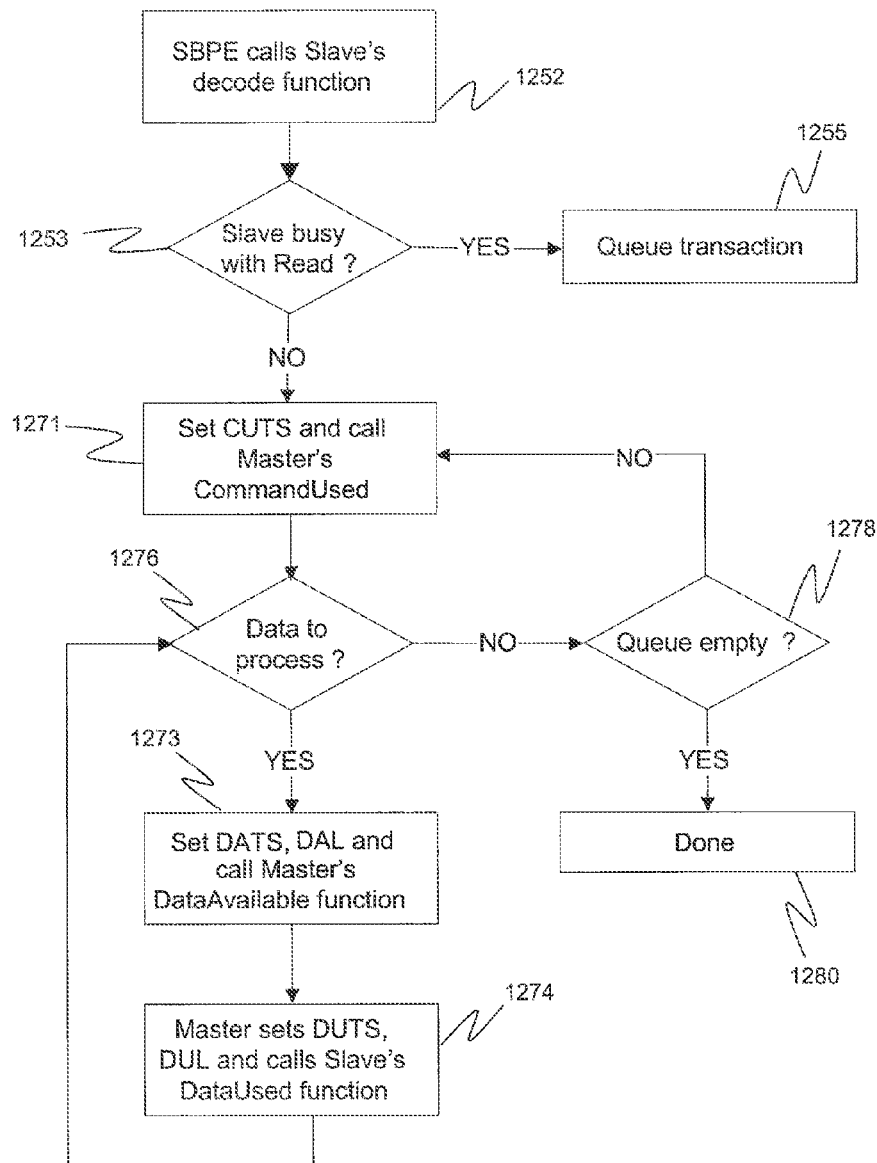 SBPE calls Slave's
decode function
1252
1255
1253
Slave busy
with Read ?
YES
Queue transaction
NO
1271
Set CUTS and call
Master's
CommandUsed
NO
1276
1278
Data to
process ?
NO
Queue empty ?
1273
YES
YES
Set DATS, DAL and
call Master's
DataAvailable function
Done
1280
1274
Master sets DUTS,
DUL and calls Slave's
DataUsed function